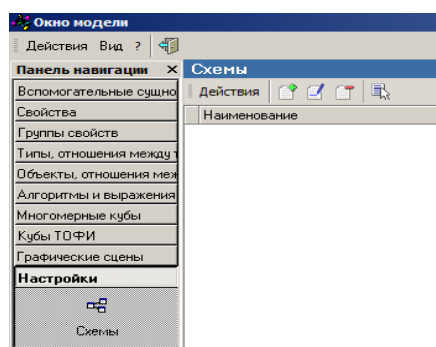 Окно модели
Действия Вид ?
Панель навигации ×
Схемы
Вспомогательные сущно
Действия
Свойства
Наименование
Группы свойств
Типы, отношения между т
Объекты, отношения меж
Алгоритмы и выражения
Многомерные кубы
Кубы ТОФИ
Графические сцены
Настройки
Схемы